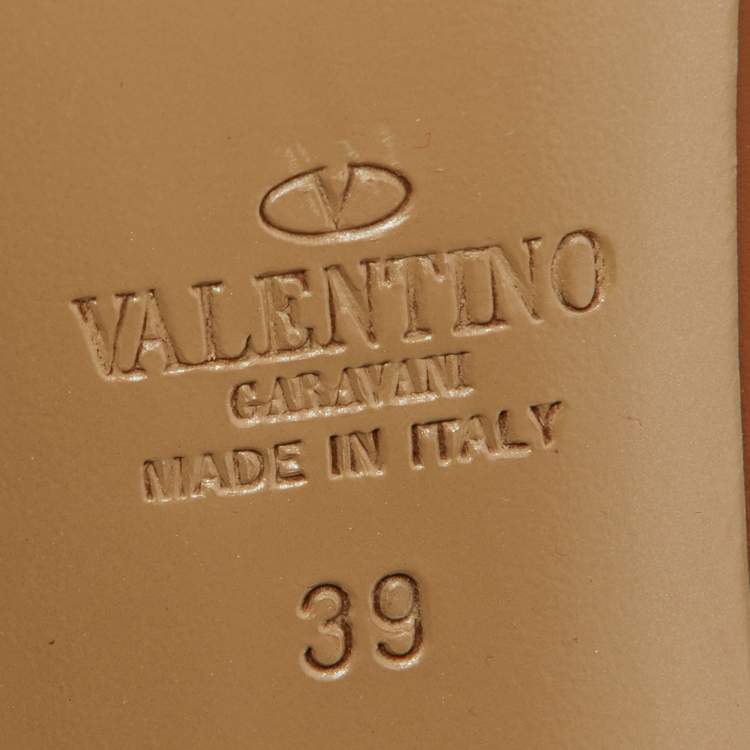 V
VALENTINO
GARAVANI
MADE IN ITALY
39